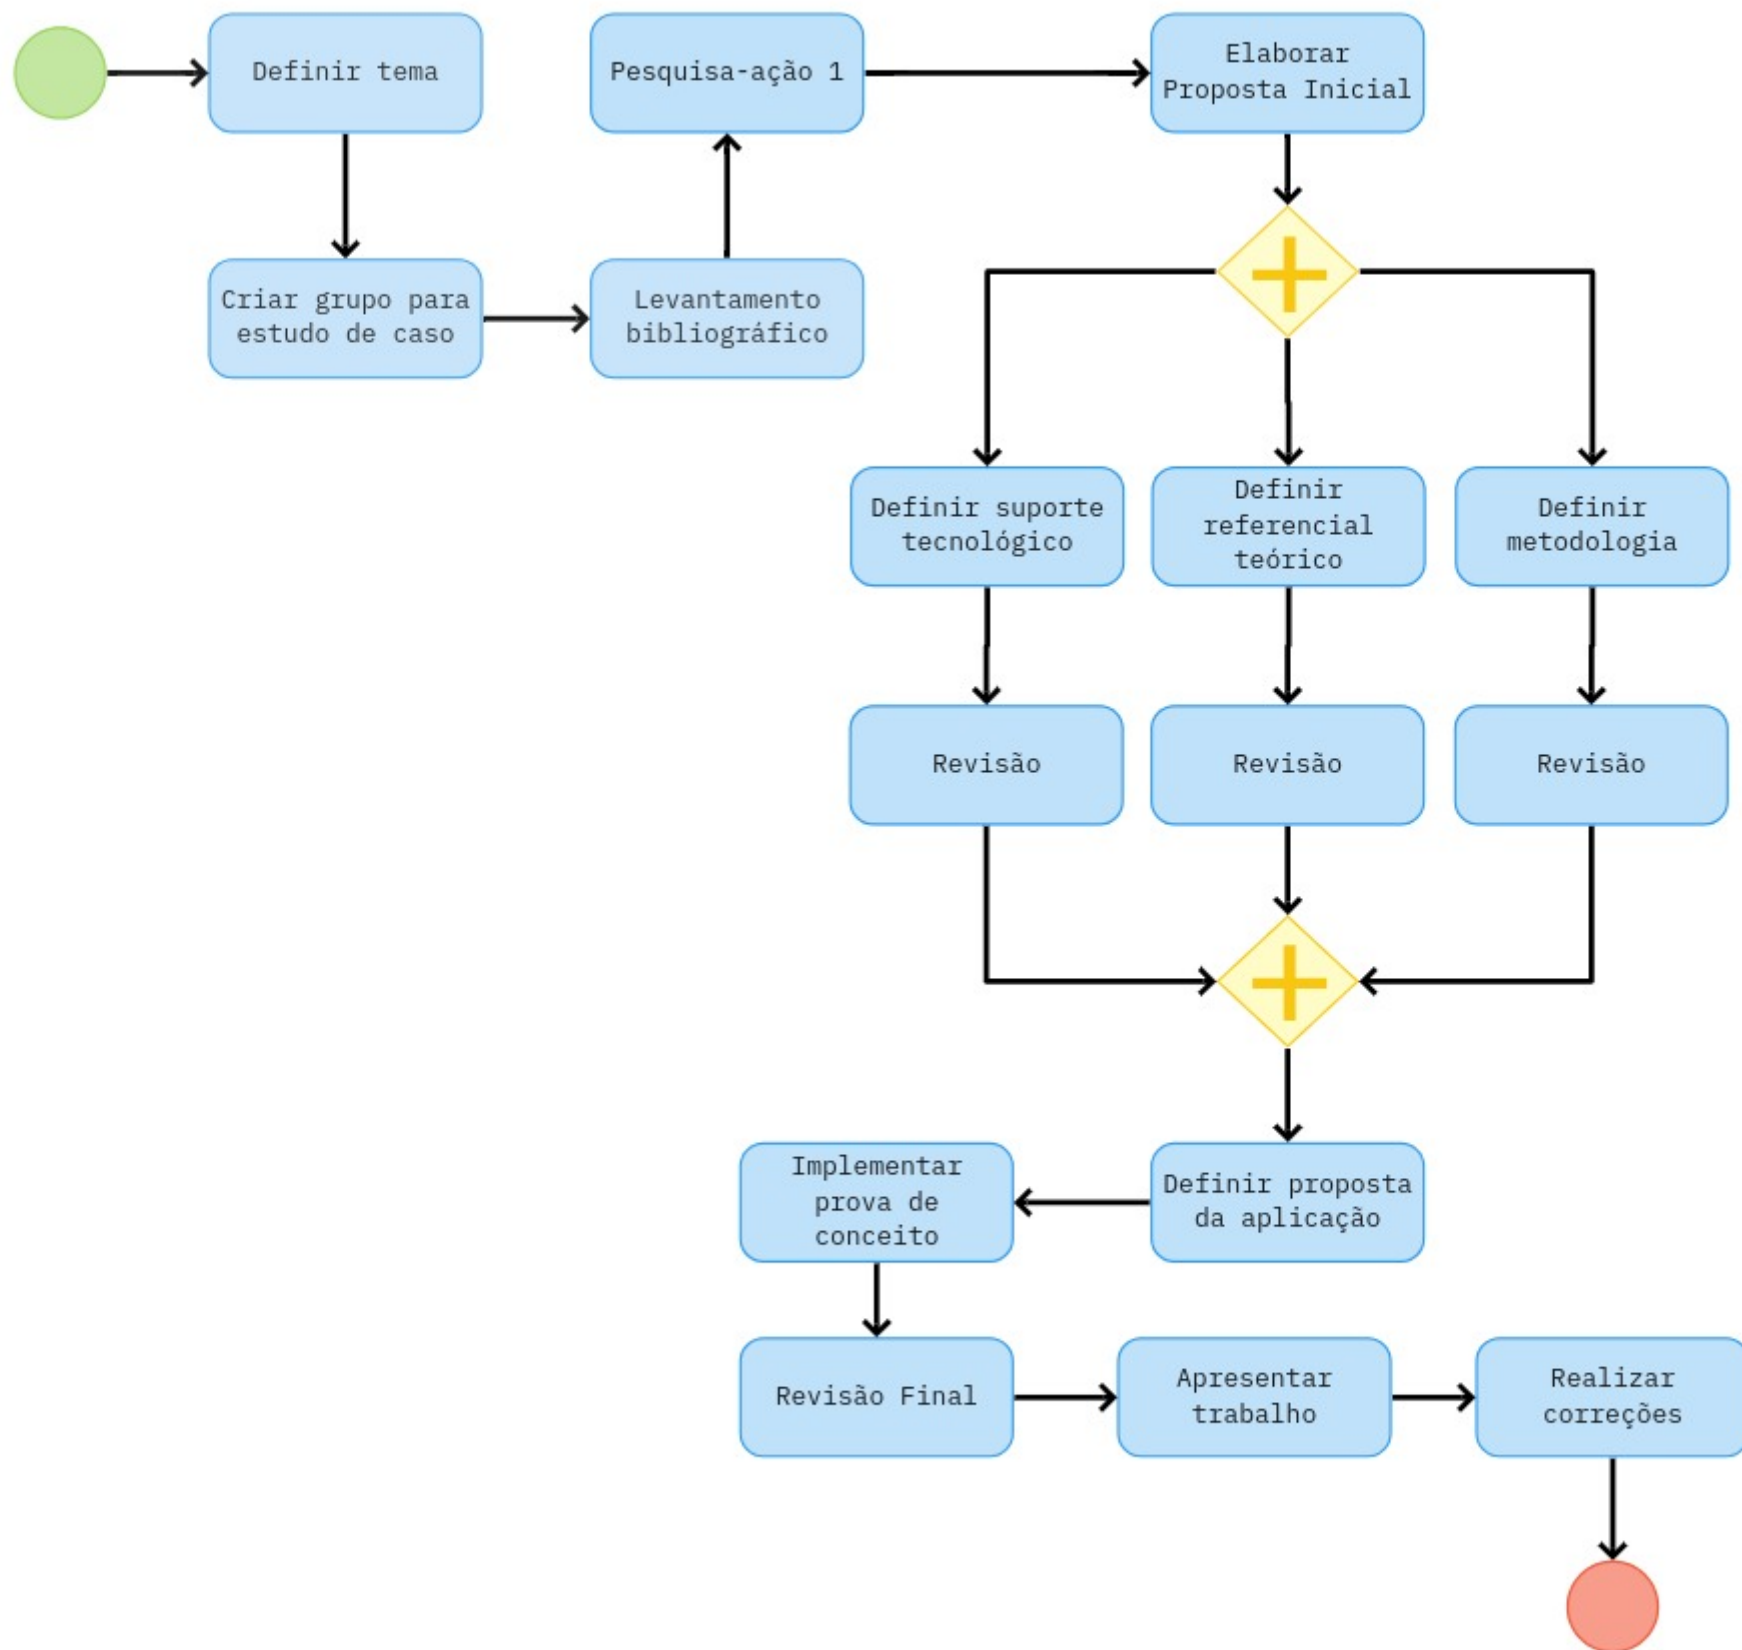 Definir tema
Criar grupo para
estudo de caso
Levantamento
bibliográfico
Pesquisa-ação 1
Elaborar
Proposta Inicial
Definir suporte
tecnológico
Definir
referencial
teórico
Definir
metodologia
Revisão
Revisão
Revisão
Definir proposta
da aplicação
Implementar
prova de
conceito
Revisão Final
Apresentar
trabalho
Realizar
correções